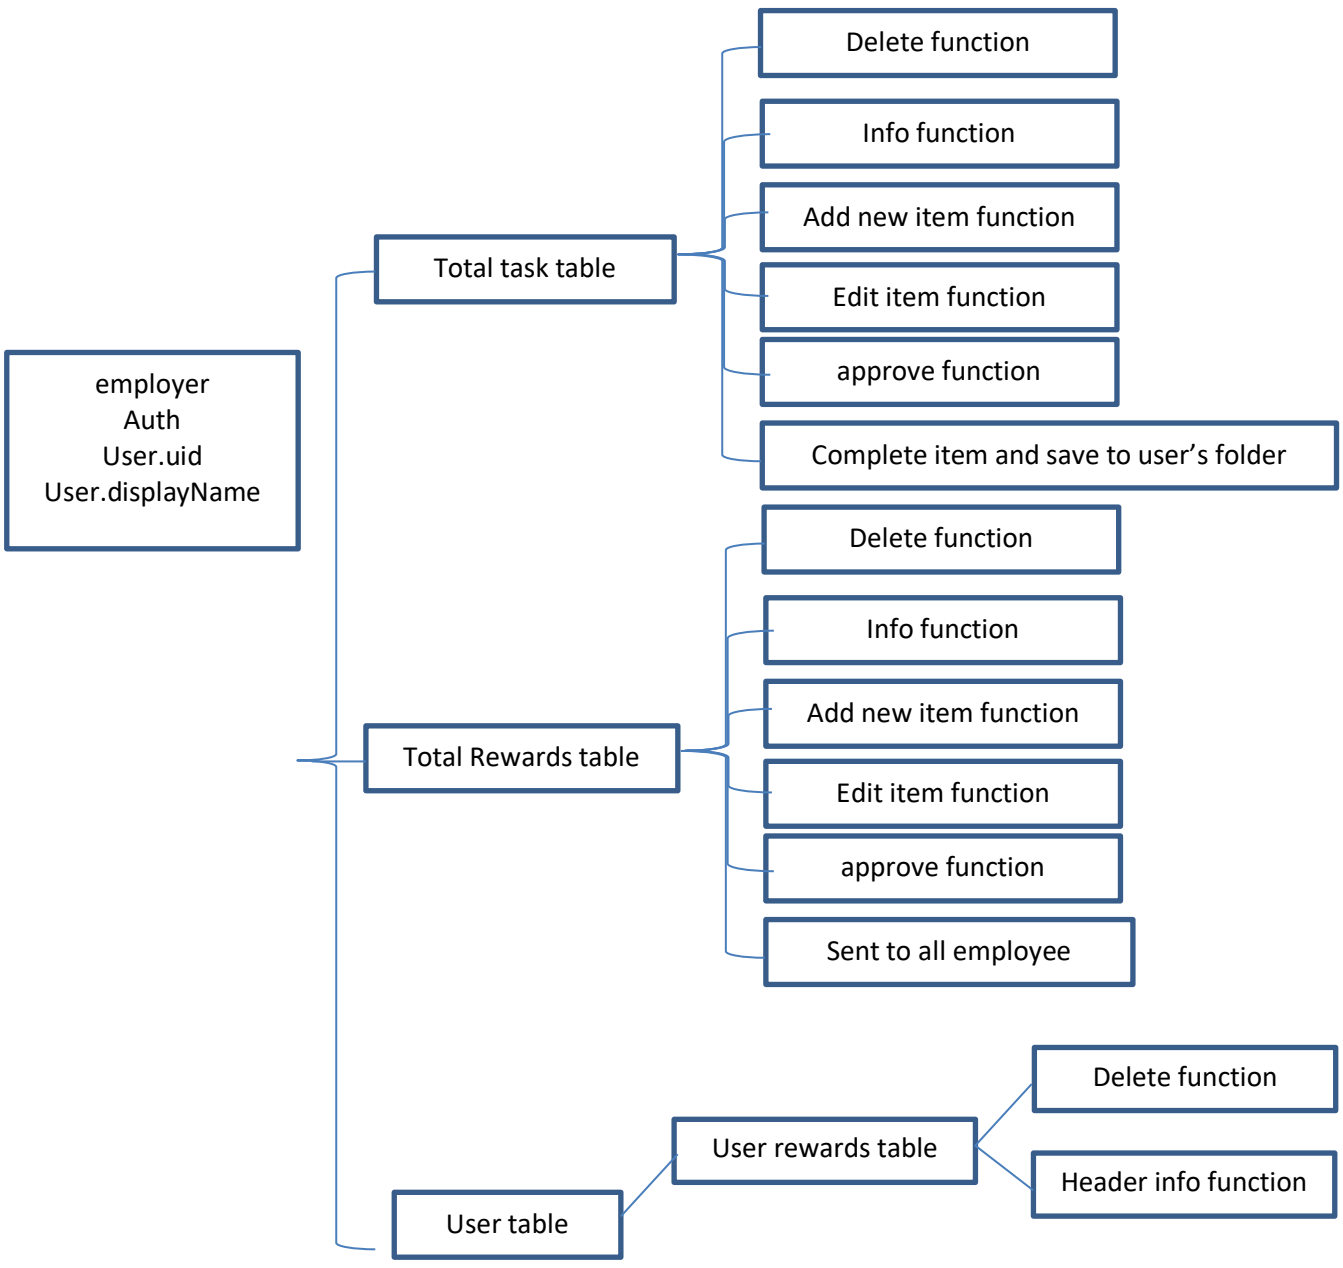 Delete function
Info function
Add new item function
Total task table
Edit item function
approve function
employer
Auth
User.uid
User.displayName
Complete item and save to user’s folder
Delete function
Info function
Add new item function
Total Rewards table
Edit item function
approve function
Sent to all employee
Delete function
User rewards table
Header info function
User table